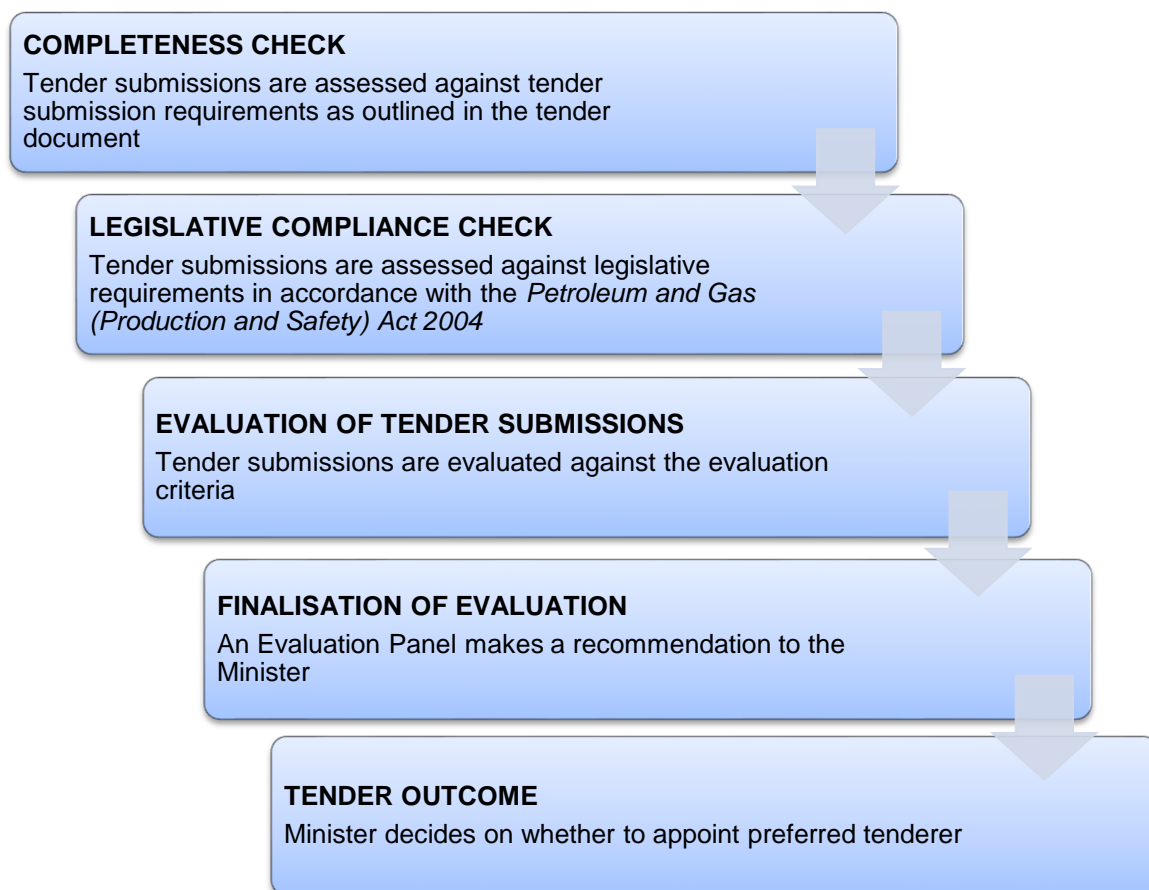 COMPLETENESS CHECK
Tender submissions are assessed against tender
submission requirements as outlined in the tender
document
LEGISLATIVE COMPLIANCE CHECK
Tender submissions are assessed against legislative
requirements in accordance with the Petroleum and Gas
(Production and Safety) Act 2004
EVALUATION OF TENDER SUBMISSIONS
Tender submissions are evaluated against the evaluation
criteria
FINALISATION OF EVALUATION
An Evaluation Panel makes a recommendation to the
Minister
TENDER OUTCOME
Minister decides on whether to appoint preferred tenderer